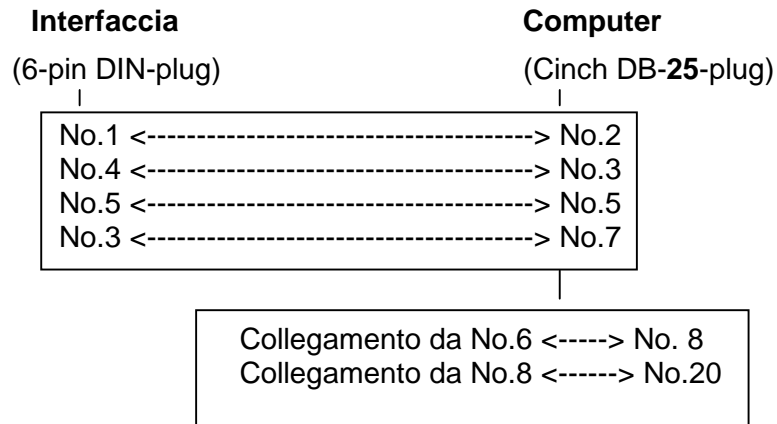 Interfaccia Computer
(6-pin DIN-plug) (Cinch DB-25-plug)
No.1 <---------------------------------------> No.2
No.4 <---------------------------------------> No.3
No.5 <---------------------------------------> No.5
No.3 <---------------------------------------> No.7
Collegamento da No.6 <-----> No. 8
Collegamento da No.8 <------> No.20